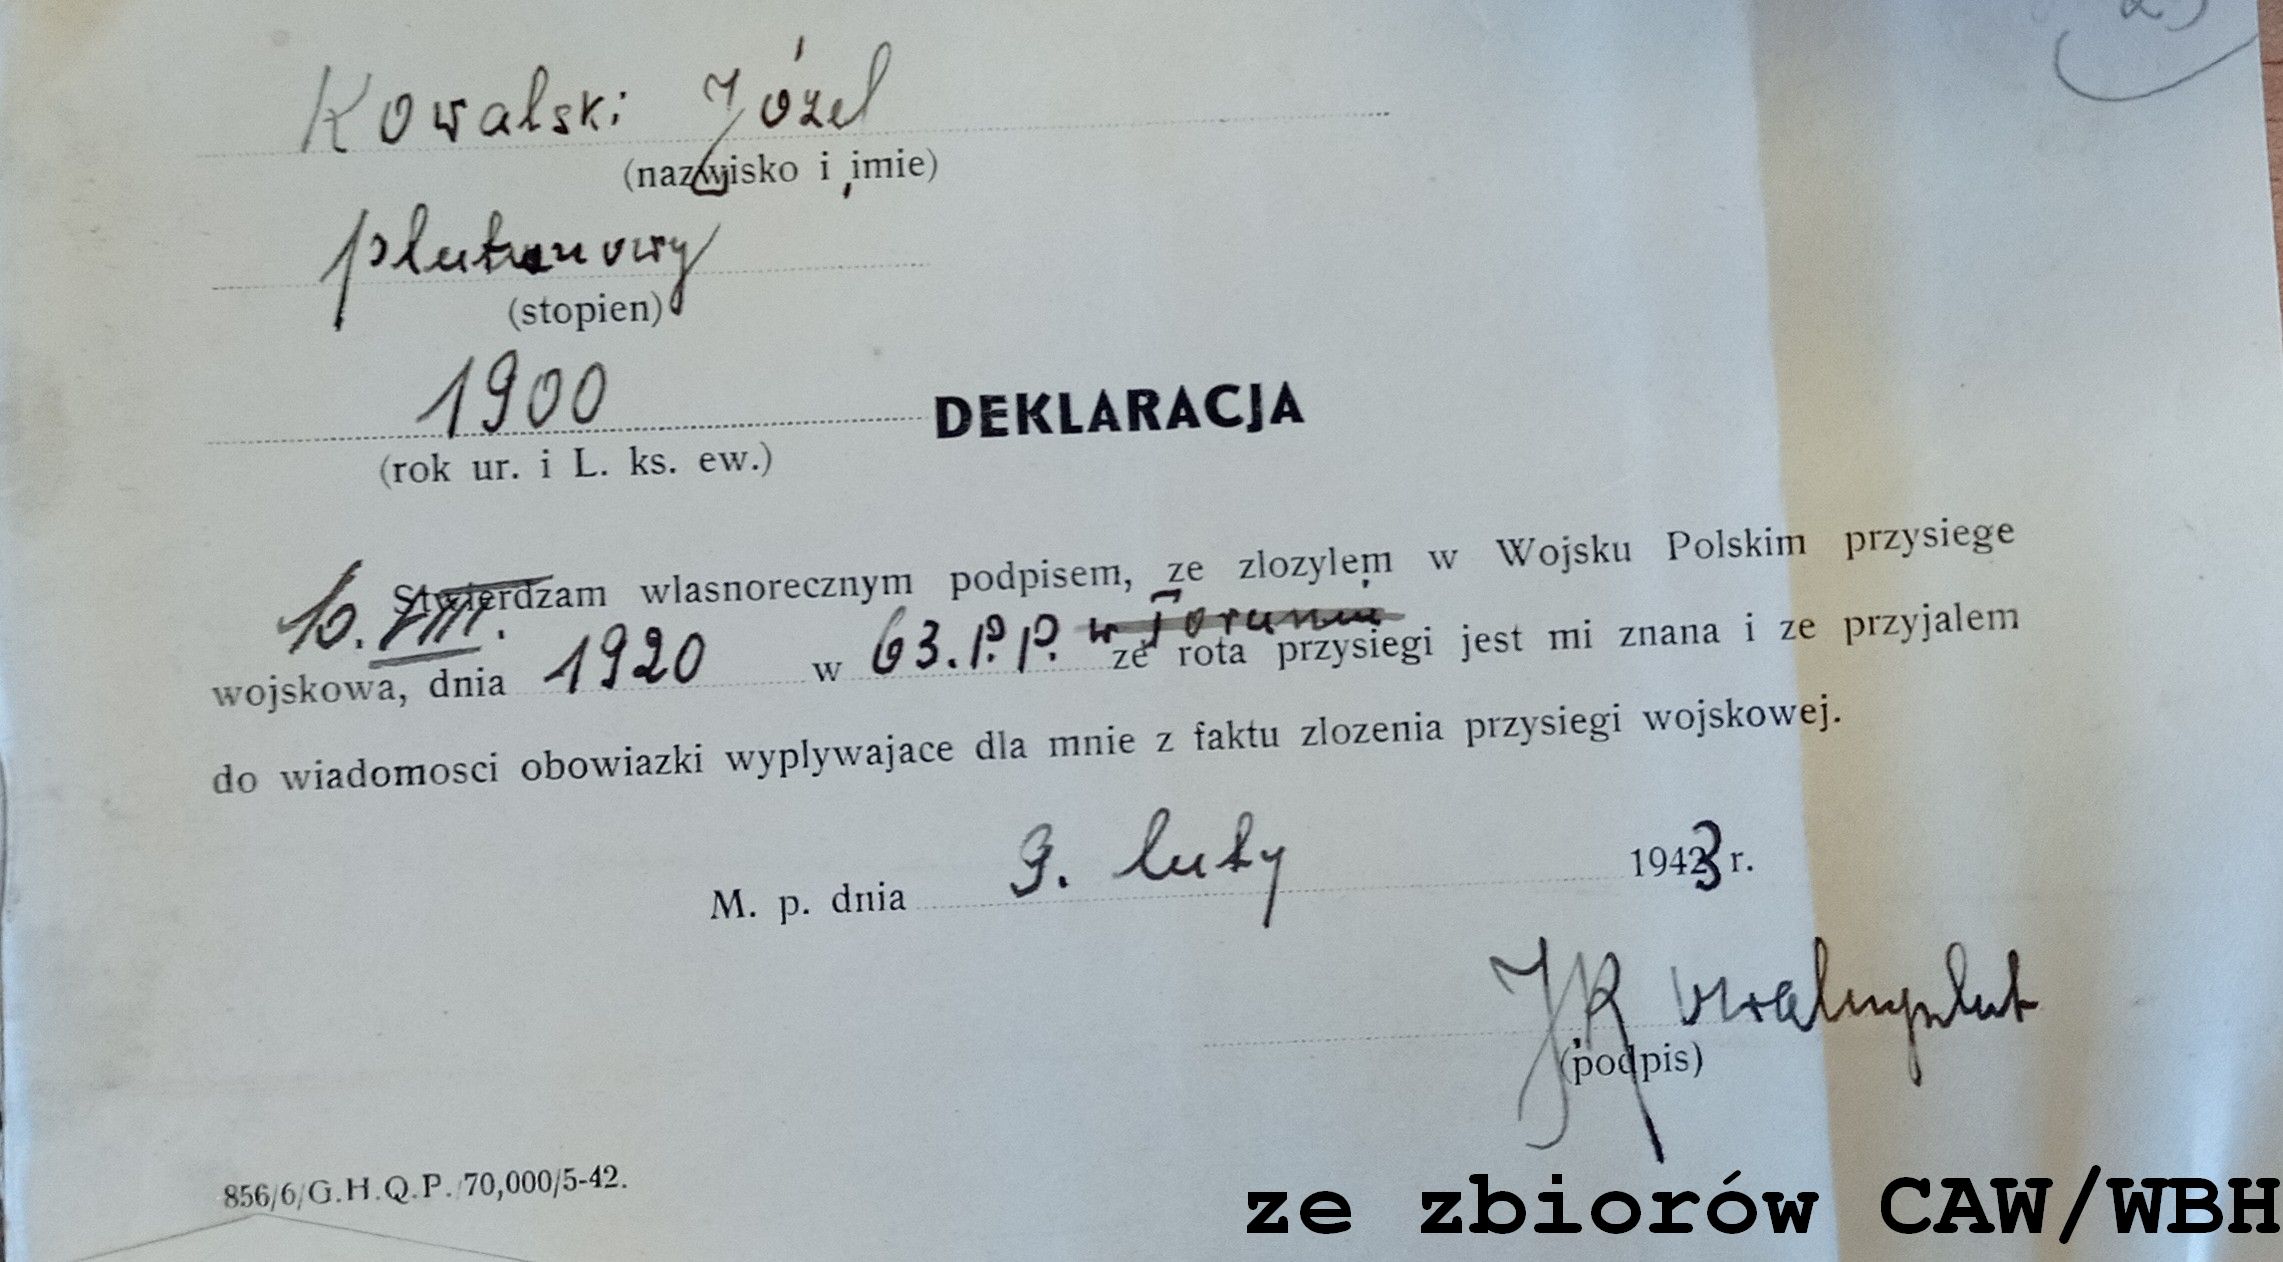 Kowalski Józef
(nazwisko i imie)
plutonowy
(stopien)
1900
(rok ur. i L. ks. ew.)
DEKLARACJA
Stwierdzam wlasnorecznym podpisem, ze zlozylem w Wojsku Polskim przysiege
10. VIII.
wojskowa, dnia 1920 w 63. p. p. w Toruniu ze rota przysiegi jest mi znana i ze przyjalem
do wiadomosci obowiazki wyplywajace dla mnie z faktu zlozenia przysiegi wojskowej.
M. p. dnia 9. luty 1943 r.
JKowalski plut
(podpis)
856/6/G.H.Q.P. 70,000/5-42.
ze zbiorów CAW/WBH